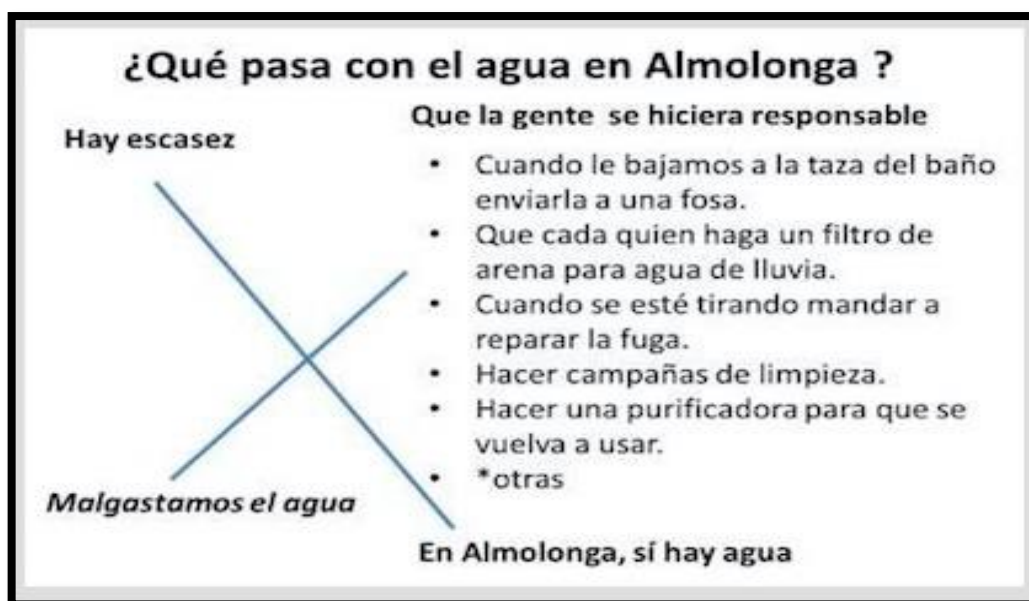 ¿Qué pasa con el agua en Almolonga ?
Hay escasez
Que la gente se hiciera responsable
• Cuando le bajamos a la taza del baño
enviarla a una fosa.
• Que cada quien haga un filtro de
arena para agua de lluvia.
• Cuando se esté tirando mandar a
reparar la fuga.
• Hacer campañas de limpieza.
• Hacer una purificadora para que se
vuelva a usar.
• *otras
Malgastamos el agua
En Almolonga, sí hay agua